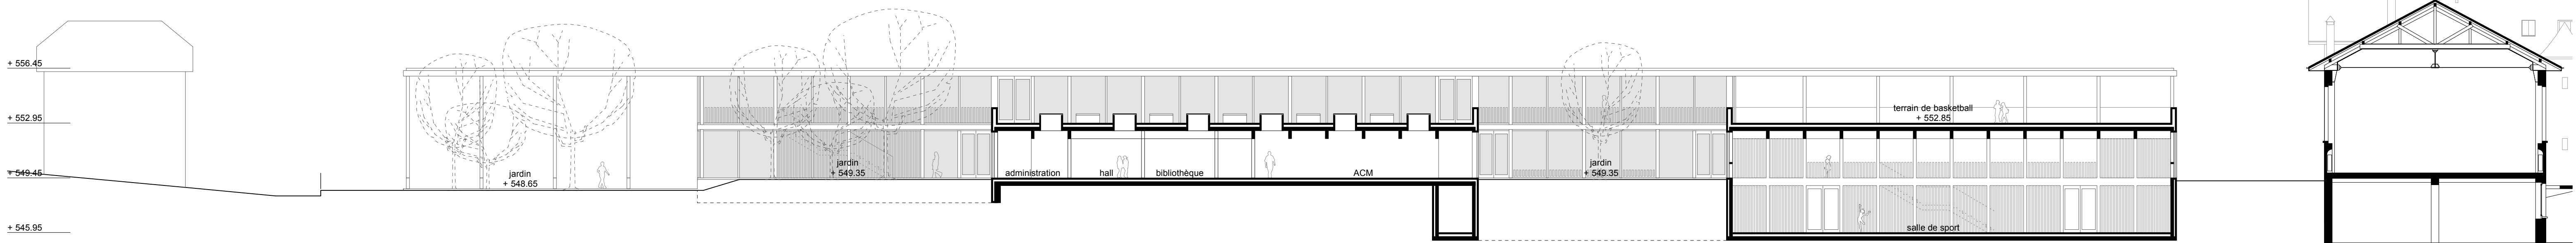 + 556.45
+ 552.95
+ 549.45
+ 545.95
jardin
+ 548.65
jardin
+ 549.35
administration
hall
bibliothèque
ACM
jardin
+ 549.35
terrain de basketball
+ 552.85
salle de sport